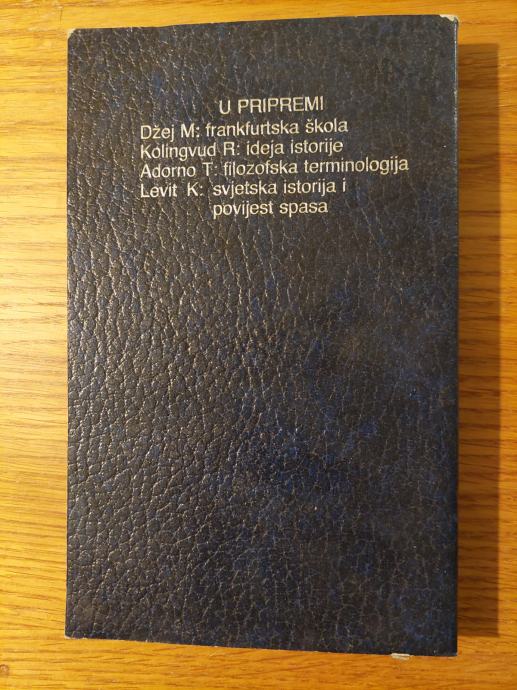 U PRIPREMI
Džej M: frankfurtska škola
Kolingvud R: ideja istorije
Adorno T: filozofska terminologija
Levit K: svjetska istorija i
povijest spasa